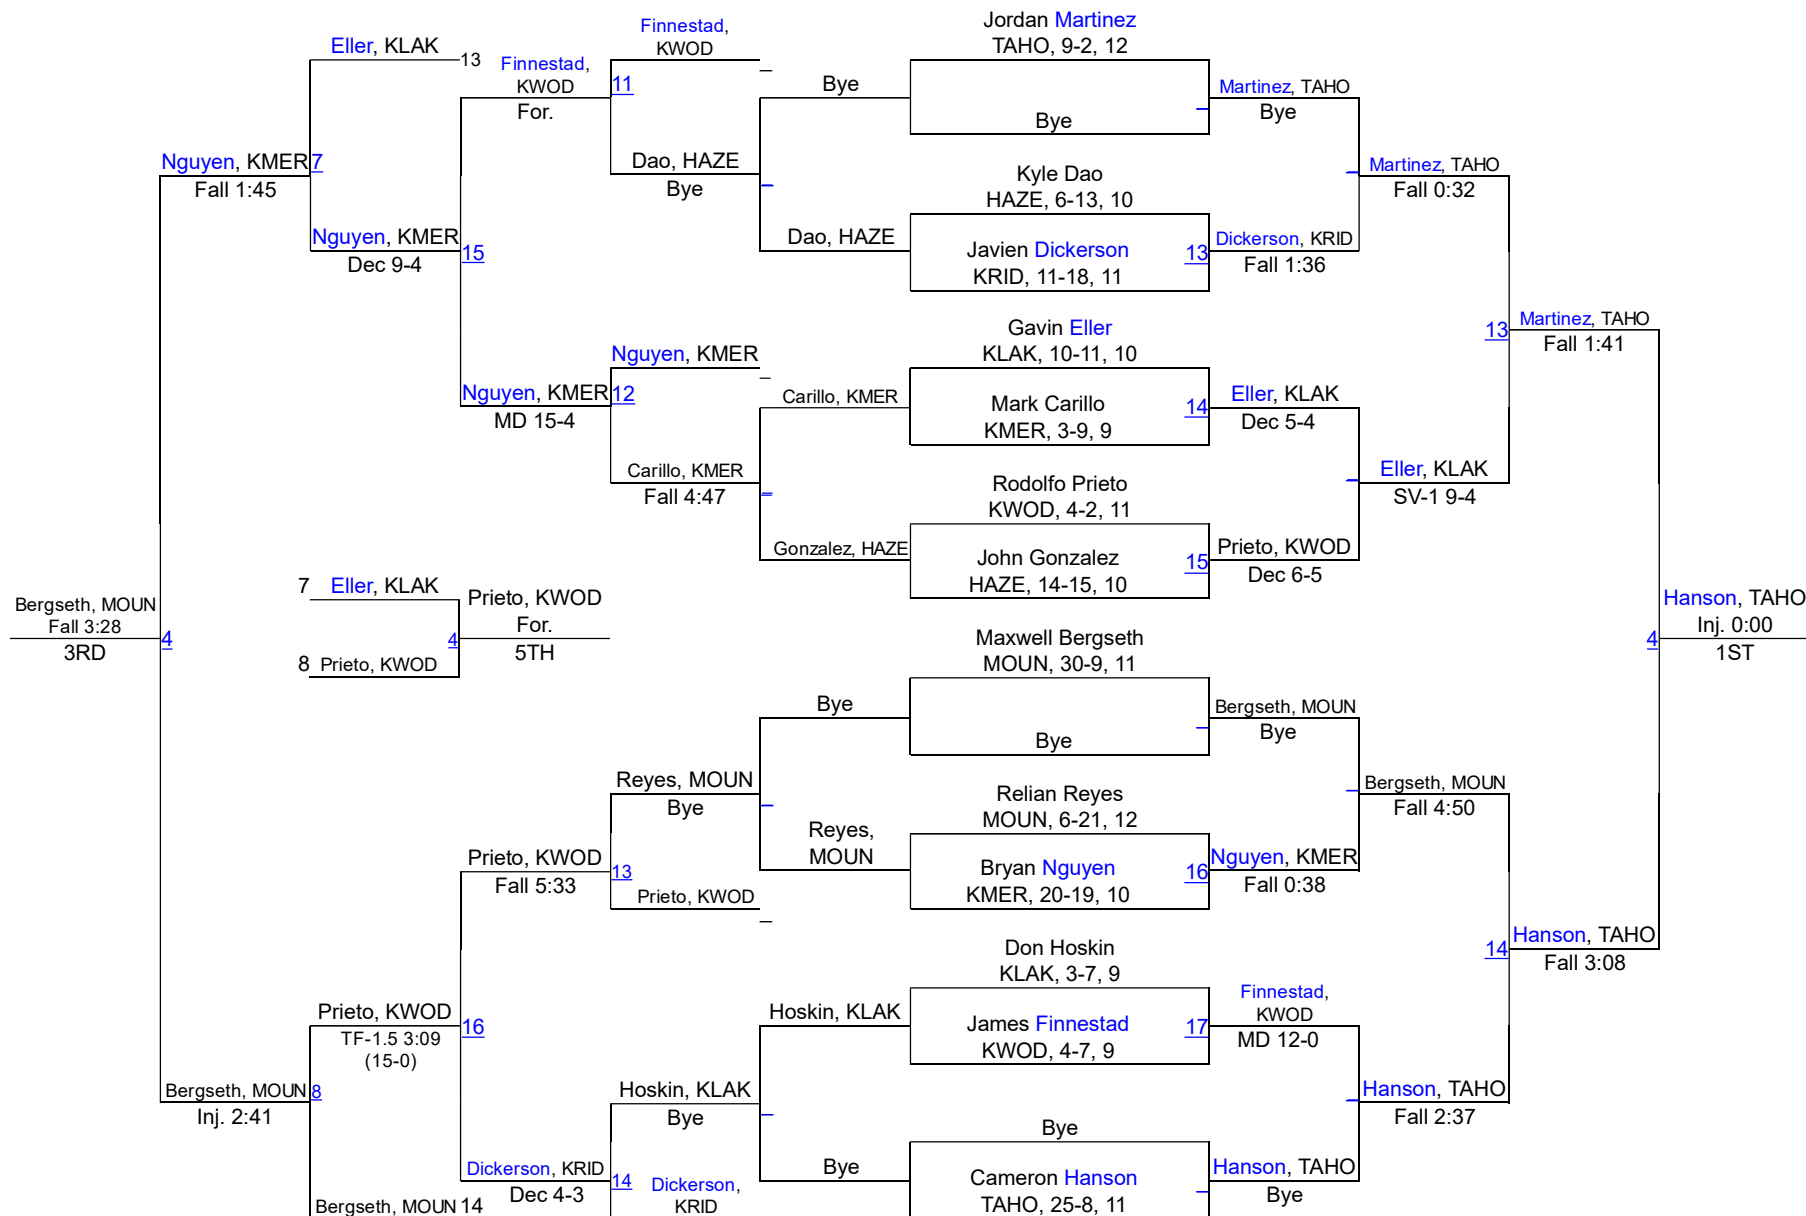 Jordan Martinez
TAHO, 9-2, 12
Bye
Kyle Dao
HAZE, 6-13, 10
Javien Dickerson
KRID, 11-18, 11
13
Gavin Eller
KLAK, 10-11, 10
Mark Carillo
KMER, 3-9, 9
14
Rodolfo Prieto
KWOD, 4-2, 11
John Gonzalez
HAZE, 14-15, 10
15
Maxwell Bergseth
MOUN, 30-9, 11
Bye
Relian Reyes
MOUN, 6-21, 12
Bryan Nguyen
KMER, 20-19, 10
16
Don Hoskin
KLAK, 3-7, 9
James Finnestad
KWOD, 4-7, 9
17
Bye
Cameron Hanson
TAHO, 25-8, 11
Martinez, TAHO
Bye
Dickerson, KRID
Fall 1:36
Eller, KLAK
Dec 5-4
Prieto, KWOD
Dec 6-5
Bergseth, MOUN
Bye
Nguyen, KMER
Fall 0:38
Finnestad,
KWOD
MD 12-0
Hanson, TAHO
Bye
Martinez, TAHO
Fall 0:32
Eller, KLAK
SV-1 9-4
Bergseth, MOUN
Fall 4:50
Hanson, TAHO
Fall 2:37
13
Martinez, TAHO
Fall 1:41
14
Hanson, TAHO
Fall 3:08
4
Hanson, TAHO
Inj. 0:00
1ST
Bye
Dao, HAZE
Carillo, KMER
Gonzalez, HAZE
Bye
Reyes,
MOUN
Hoskin, KLAK
Bye
Finnestad,
KWOD
11
Dao, HAZE
Bye
Nguyen, KMER
12
Carillo, KMER
Fall 4:47
Reyes, MOUN
Bye
13
Prieto, KWOD
Hoskin, KLAK
Bye
14
Dickerson,
KRID
Finnestad,
KWOD
For.
15
Nguyen, KMER
MD 15-4
Prieto, KWOD
Fall 5:33
16
Dickerson, KRID
Dec 4-3
Eller, KLAK
13
7
Nguyen, KMER
Dec 9-4
Prieto, KWOD
TF-1.5 3:09
(15-0)
8
Bergseth, MOUN 14
Nguyen, KMER
Fall 1:45
Bergseth, MOUN
Inj. 2:41
4
Bergseth, MOUN
Fall 3:28
3RD
7 Eller, KLAK
8 Prieto, KWOD
4
Prieto, KWOD
For.
5TH